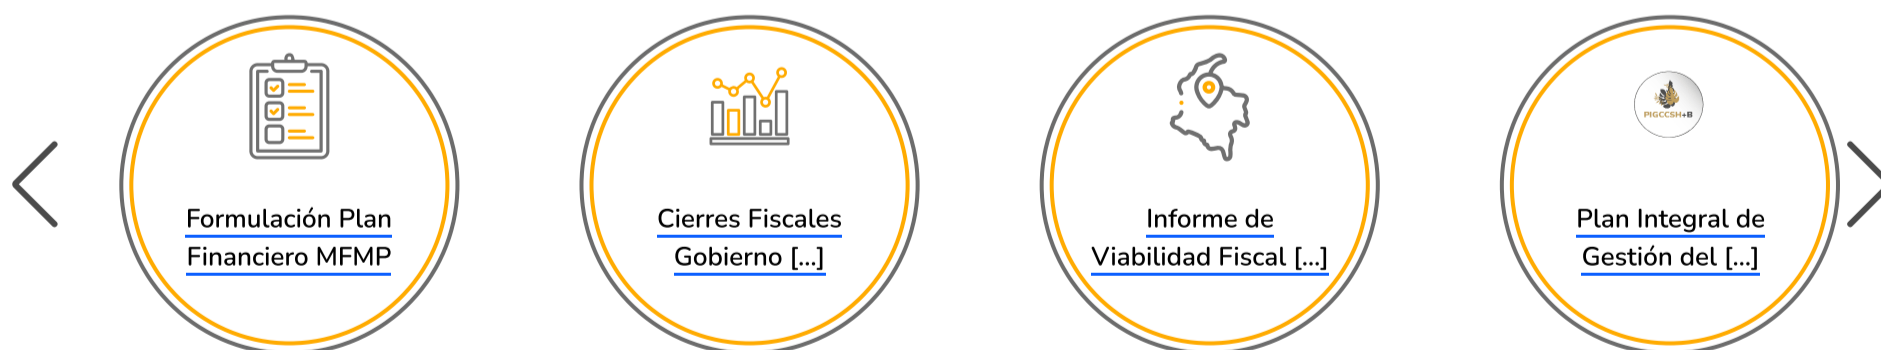 Formulación Plan
Financiero MFMP
Cierres Fiscales
Gobierno [...]
Informe de
Viabilidad Fiscal [...]
PIGCCSH+B
Plan Integral de
Gestión del [...]